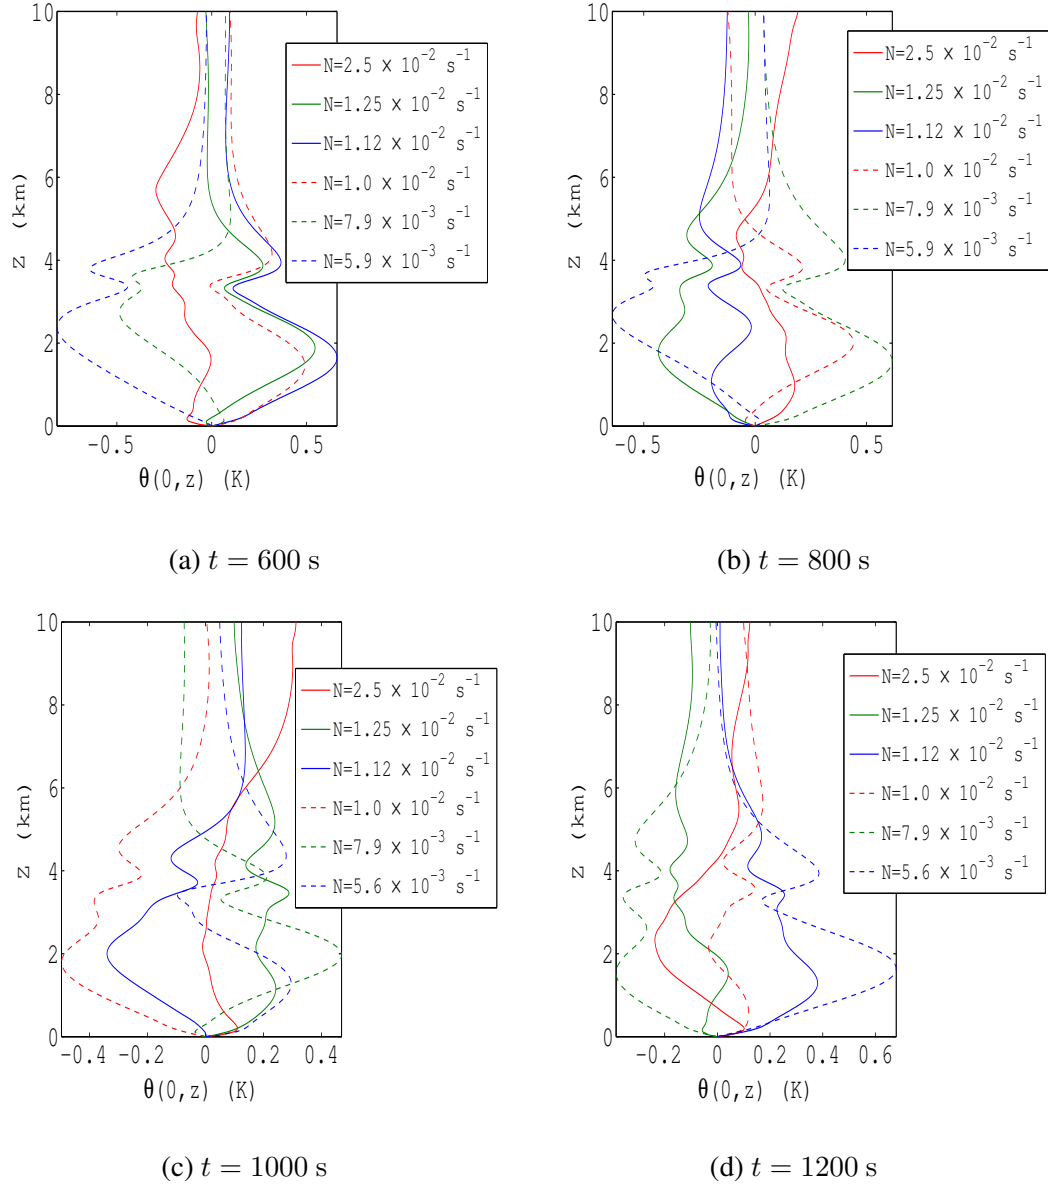 10
8
6
4
2
0
Z (km)
−0.5 0 0.5
θ(0,z) (K)
N=2.5 × 10⁻² s⁻¹
N=1.25 × 10⁻² s⁻¹
N=1.12 × 10⁻² s⁻¹
N=1.0 × 10⁻² s⁻¹
N=7.9 × 10⁻³ s⁻¹
N=5.9 × 10⁻³ s⁻¹
(a) t = 600 s
10
8
6
4
2
0
Z (km)
−0.5 0 0.5
θ(0,z) (K)
N=2.5 × 10⁻² s⁻¹
N=1.25 × 10⁻² s⁻¹
N=1.12 × 10⁻² s⁻¹
N=1.0 × 10⁻² s⁻¹
N=7.9 × 10⁻³ s⁻¹
N=5.9 × 10⁻³ s⁻¹
(b) t = 800 s
10
8
6
4
2
0
Z (km)
−0.4 −0.2 0 0.2 0.4
θ(0,z) (K)
N=2.5 × 10⁻² s⁻¹
N=1.25 × 10⁻² s⁻¹
N=1.12 × 10⁻² s⁻¹
N=1.0 × 10⁻² s⁻¹
N=7.9 × 10⁻³ s⁻¹
N=5.6 × 10⁻³ s⁻¹
(c) t = 1000 s
10
8
6
4
2
0
Z (km)
−0.2 0 0.2 0.4 0.6
θ(0,z) (K)
N=2.5 × 10⁻² s⁻¹
N=1.25 × 10⁻² s⁻¹
N=1.12 × 10⁻² s⁻¹
N=1.0 × 10⁻² s⁻¹
N=7.9 × 10⁻³ s⁻¹
N=5.6 × 10⁻³ s⁻¹
(d) t = 1200 s